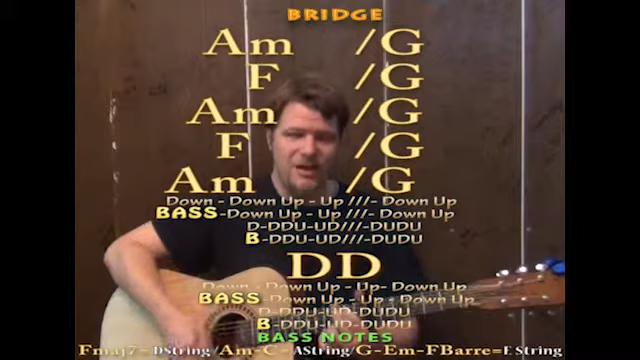 BRIDGE
Am /G
F /G
Am /G
F /G
Am /G
Down - Down Up - Up ///- Down Up
BASS-Down Up - Up ///- Down Up
D-DDU-UD///-DUDU
B-DDU-UD///-DUDU
DD
Down - Down Up - Up- Down Up
BASS-Down Up - Up - Down Up
D-DDU-UD-DUDU
B-DDU-UD-DUDU
BASS NOTES
Fmaj7= DString/Am-C = AString/G-Em-FBarre=E String